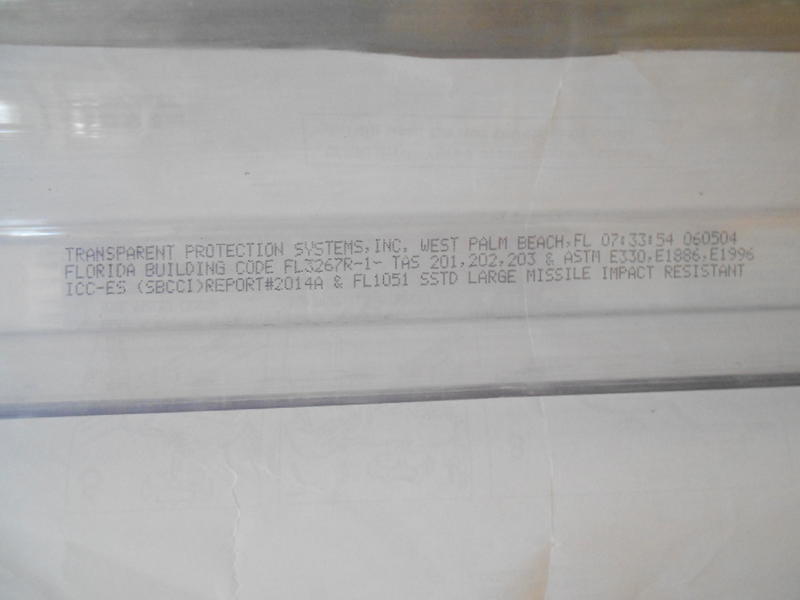 TRANSPARENT PROTECTION SYSTEMS,INC. WEST PALM BEACH,FL 07:33:54 060504
FLORIDA BUILDING CODE FL3267R-1- TAS 201,202,203 & ASTM E330,E1886,E1996
ICC-ES (SBCCI)REPORT#2014A & FL1051 SSTD LARGE MISSILE IMPACT RESISTANT